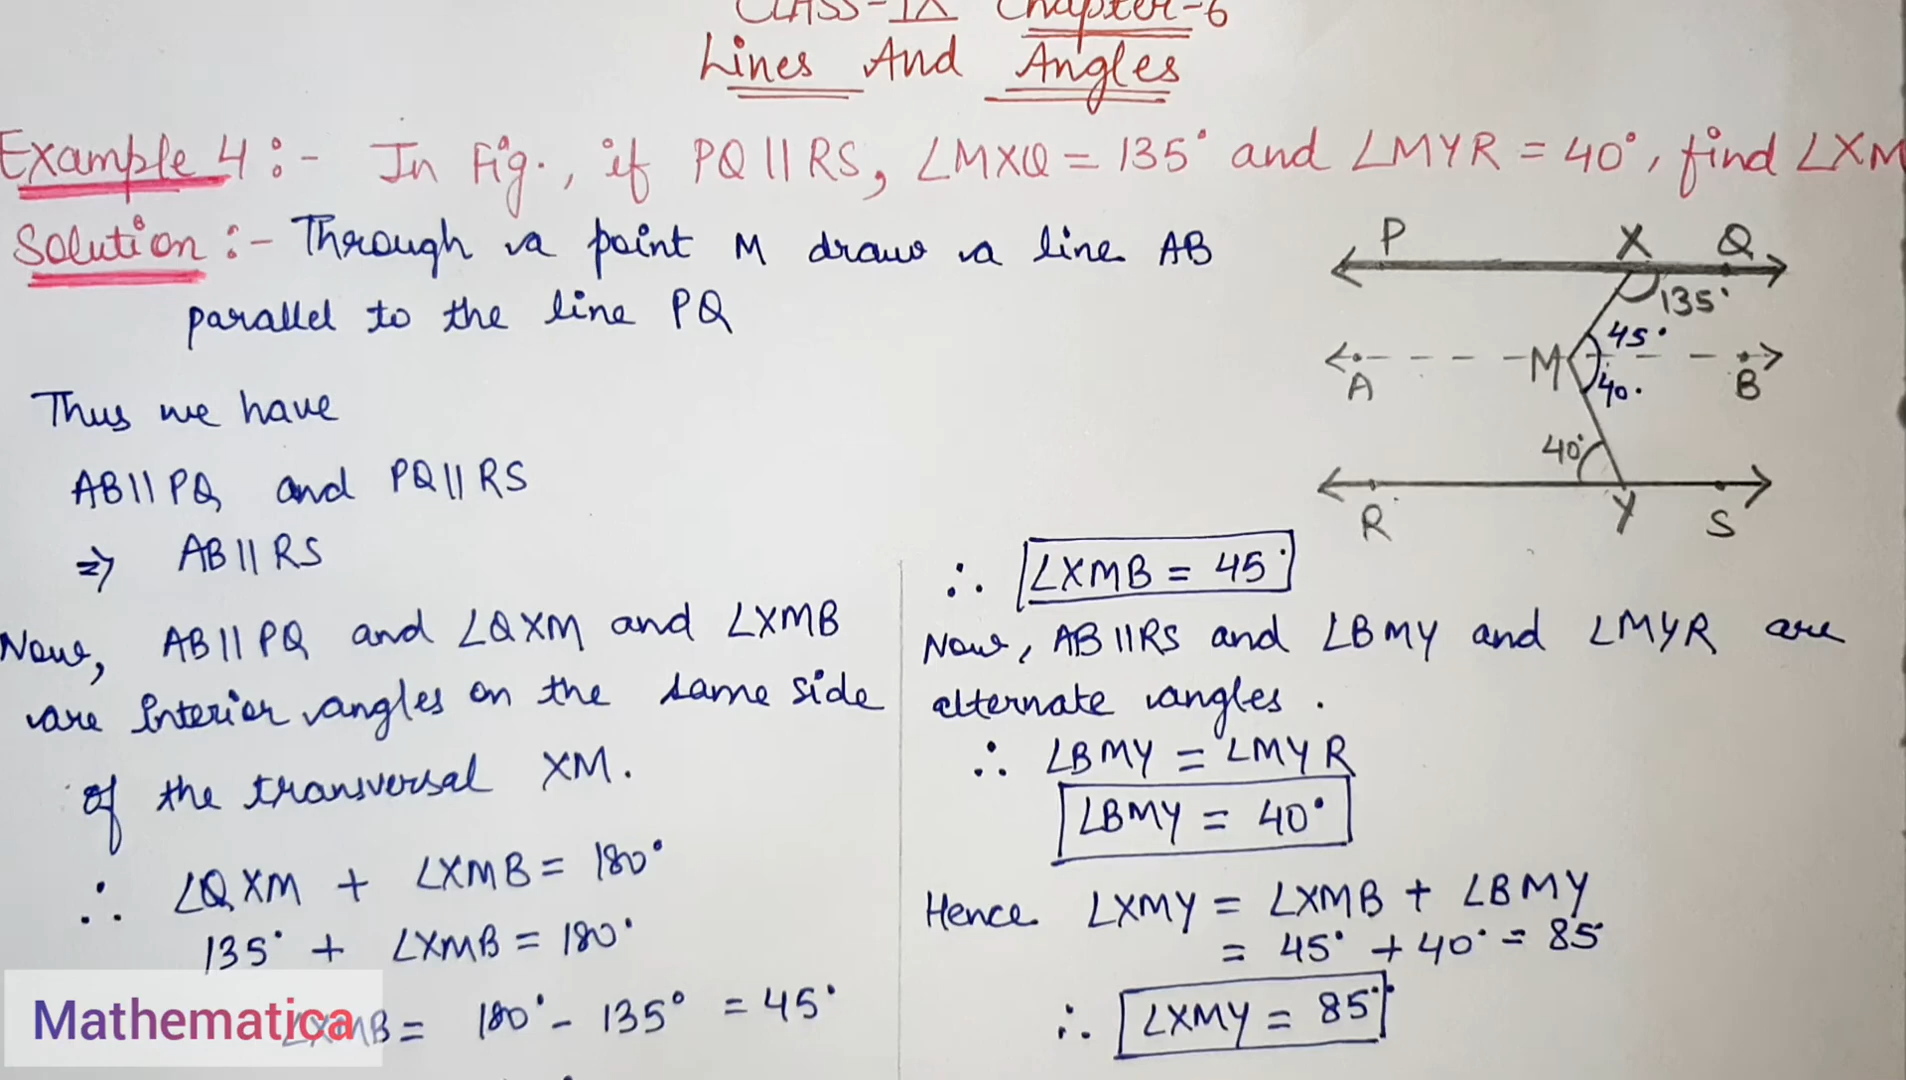 CLASS-IX Chapter-6
Lines And Angles
Example 4:- In Fig., if PQ||RS, ∠MXQ = 135° and ∠MYR = 40°, find ∠XM
Solution:- Through a point M draw a line AB
parallel to the line PQ
Thus we have
AB||PQ and PQ||RS
⇒ AB||RS
Now, AB||PQ and ∠QXM and ∠XMB
are Interior angles on the same side
of the transversal XM.
∴ ∠QXM + ∠XMB = 180°
135° + ∠XMB = 180°
∠XMB = 180° - 135° = 45°
P X Q
135°
45°
A M B
40°
40°
R Y S
∴ ∠XMB = 45°
Now, AB||RS and ∠BMY and ∠MYR are
alternate angles.
∴ ∠BMY = ∠MYR
∠BMY = 40°
Hence ∠XMY = ∠XMB + ∠BMY
= 45° + 40° = 85°
∴ ∠XMY = 85°
Mathematica